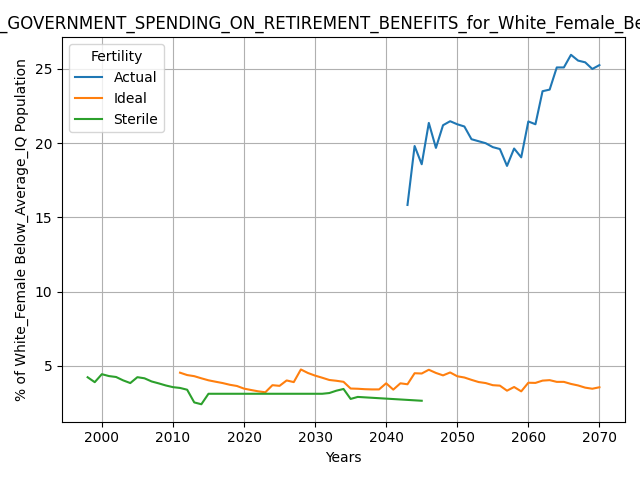 _GOVERNMENT_SPENDING_ON_RETIREMENT_BENEFITS_for_White_Female_Be
Fertility
Actual
Ideal
Sterile
% of White_Female Below_Average_IQ Population
25
20
15
10
5
2000 2010 2020 2030 2040 2050 2060 2070
Years